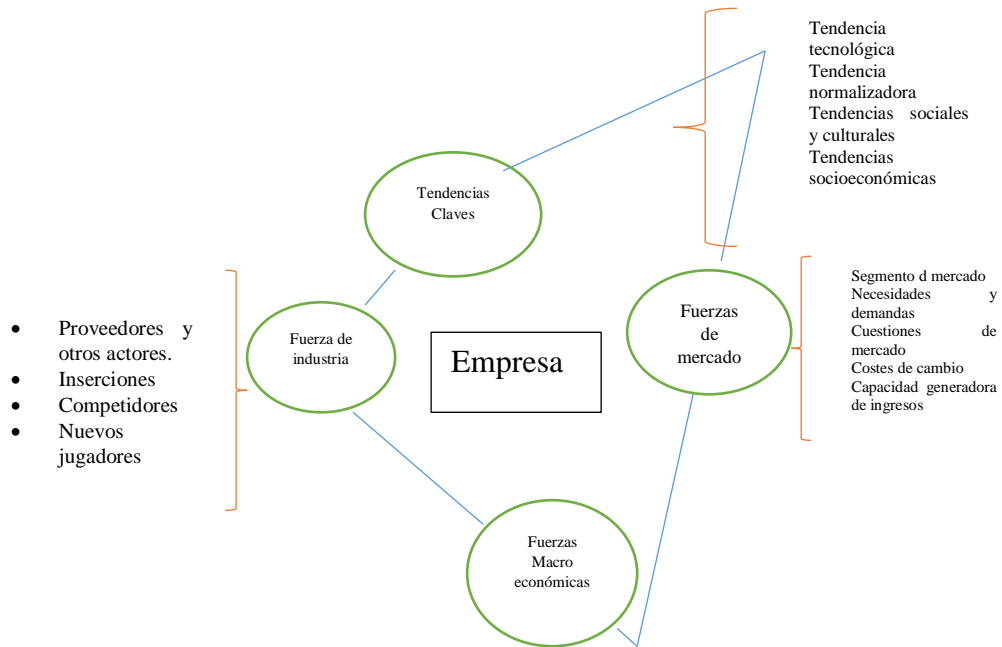 Tendencia
tecnológica
Tendencia
normalizadora
Tendencias sociales
y culturales
Tendencias
socioeconómicas
Tendencias
Claves
Segmento d mercado
Necesidades y
demandas
Cuestiones de
mercado
Costes de cambio
Capacidad generadora
de ingresos
Fuerzas
de
mercado
Empresa
Fuerza de
industria
• Proveedores y
otros actores.
• Inserciones
• Competidores
• Nuevos
jugadores
Fuerzas
Macro
económicas